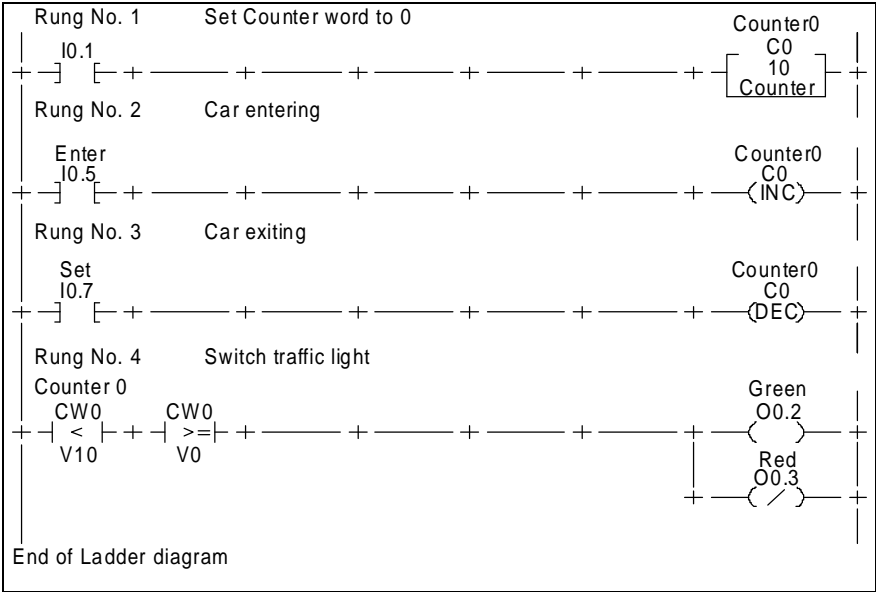 Rung No. 1 Set Counter word to 0
Counter0
I0.1
C0
10
Counter
Rung No. 2 Car entering
Enter
I0.5
Counter0
C0
INC
Rung No. 3 Car exiting
Set
I0.7
Counter0
C0
DEC
Rung No. 4 Switch traffic light
Counter 0
CW0 CW0
< >=
V10 V0
Green
O0.2
Red
O0.3
End of Ladder diagram